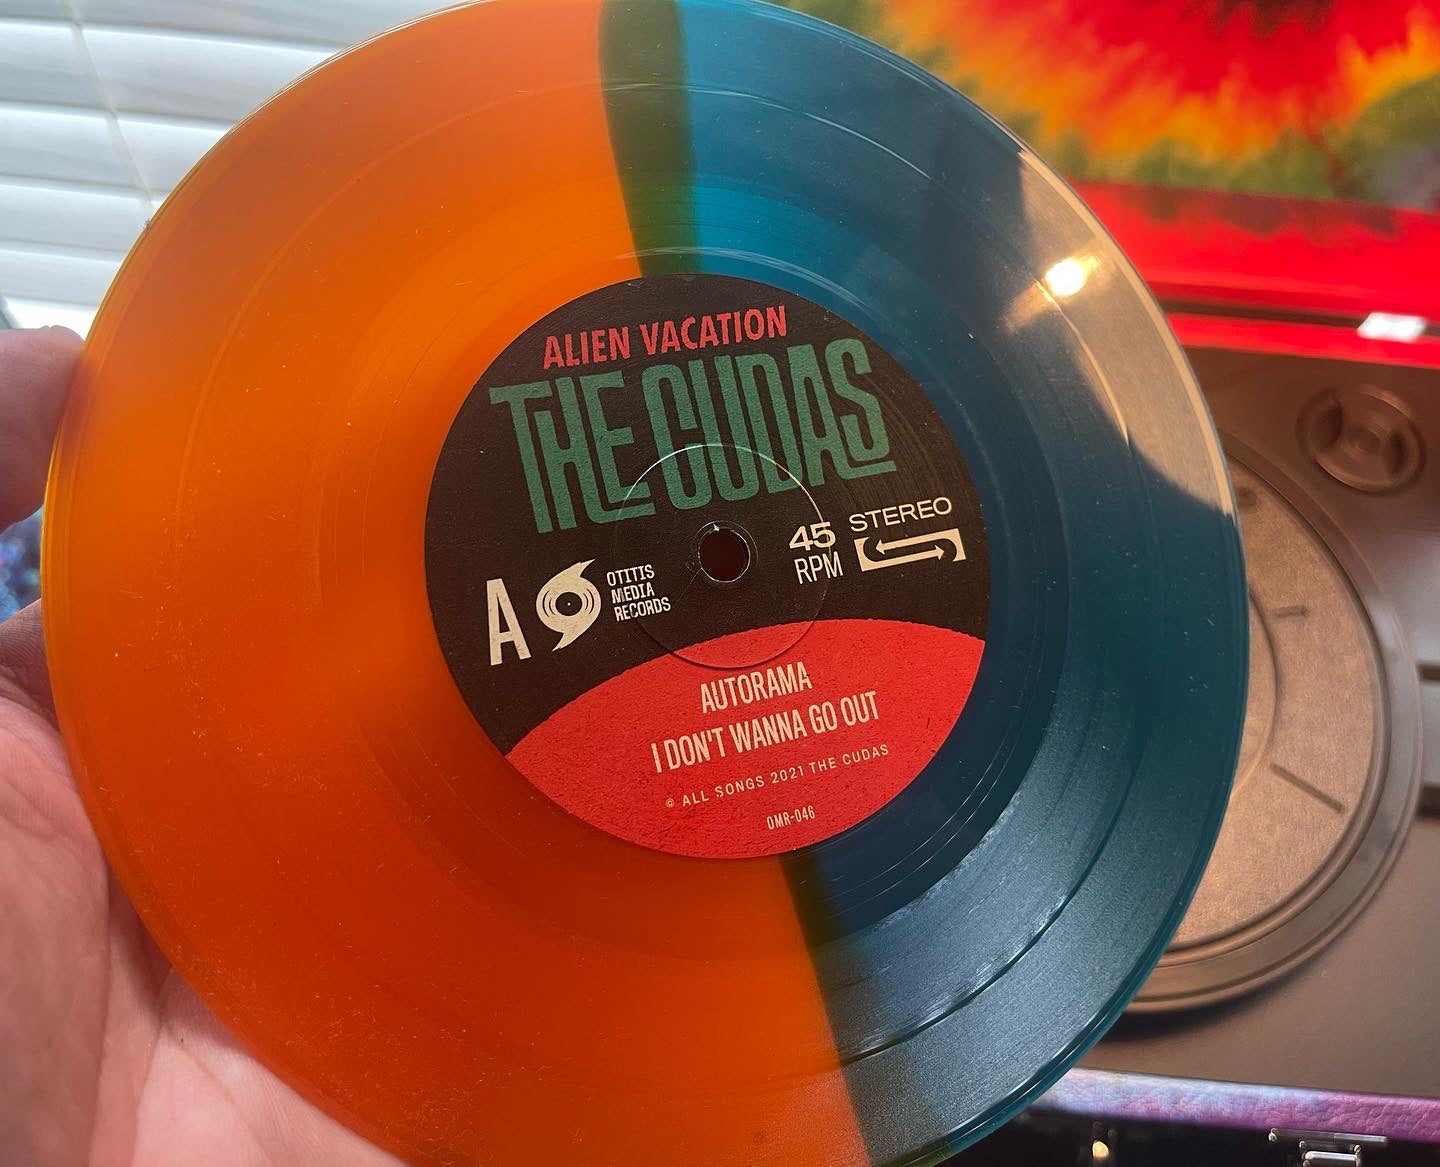 ALIEN VACATION
THE CUDAS
A
OTITIS
MEDIA
RECORDS
45
RPM
STEREO
AUTORAMA
I DON'T WANNA GO OUT
© ALL SONGS 2021 THE CUDAS
OMR-046